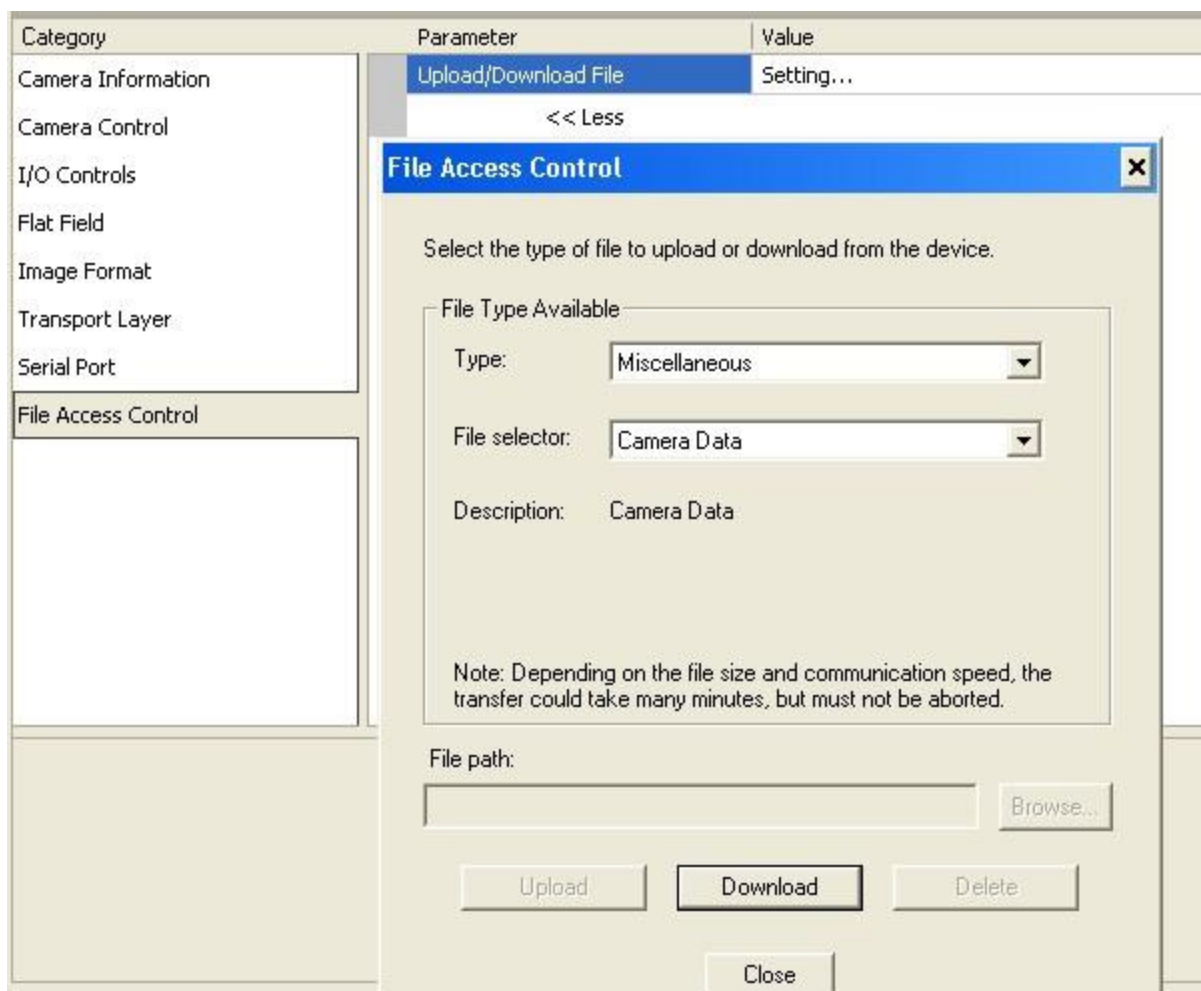 Category
Parameter
Value
Camera Information
Upload/Download File
Setting...
Camera Control
<< Less
I/O Controls
File Access Control
Flat Field
Select the type of file to upload or download from the device.
Image Format
File Type Available
Transport Layer
Type:
Miscellaneous
Serial Port
File Access Control
File selector:
Camera Data
Description:
Camera Data
Note: Depending on the file size and communication speed, the
transfer could take many minutes, but must not be aborted.
File path:
Browse...
Upload
Download
Delete
Close